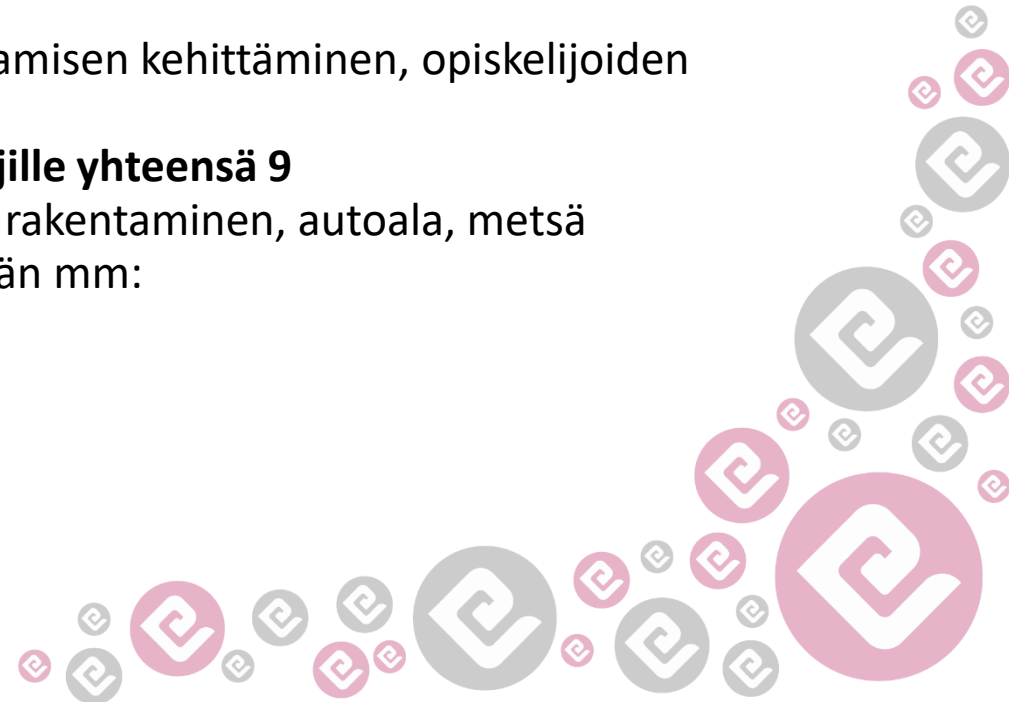 amisen kehittäminen, opiskelijoiden
jille yhteensä 9
rakentaminen, autoala, metsä
än mm: